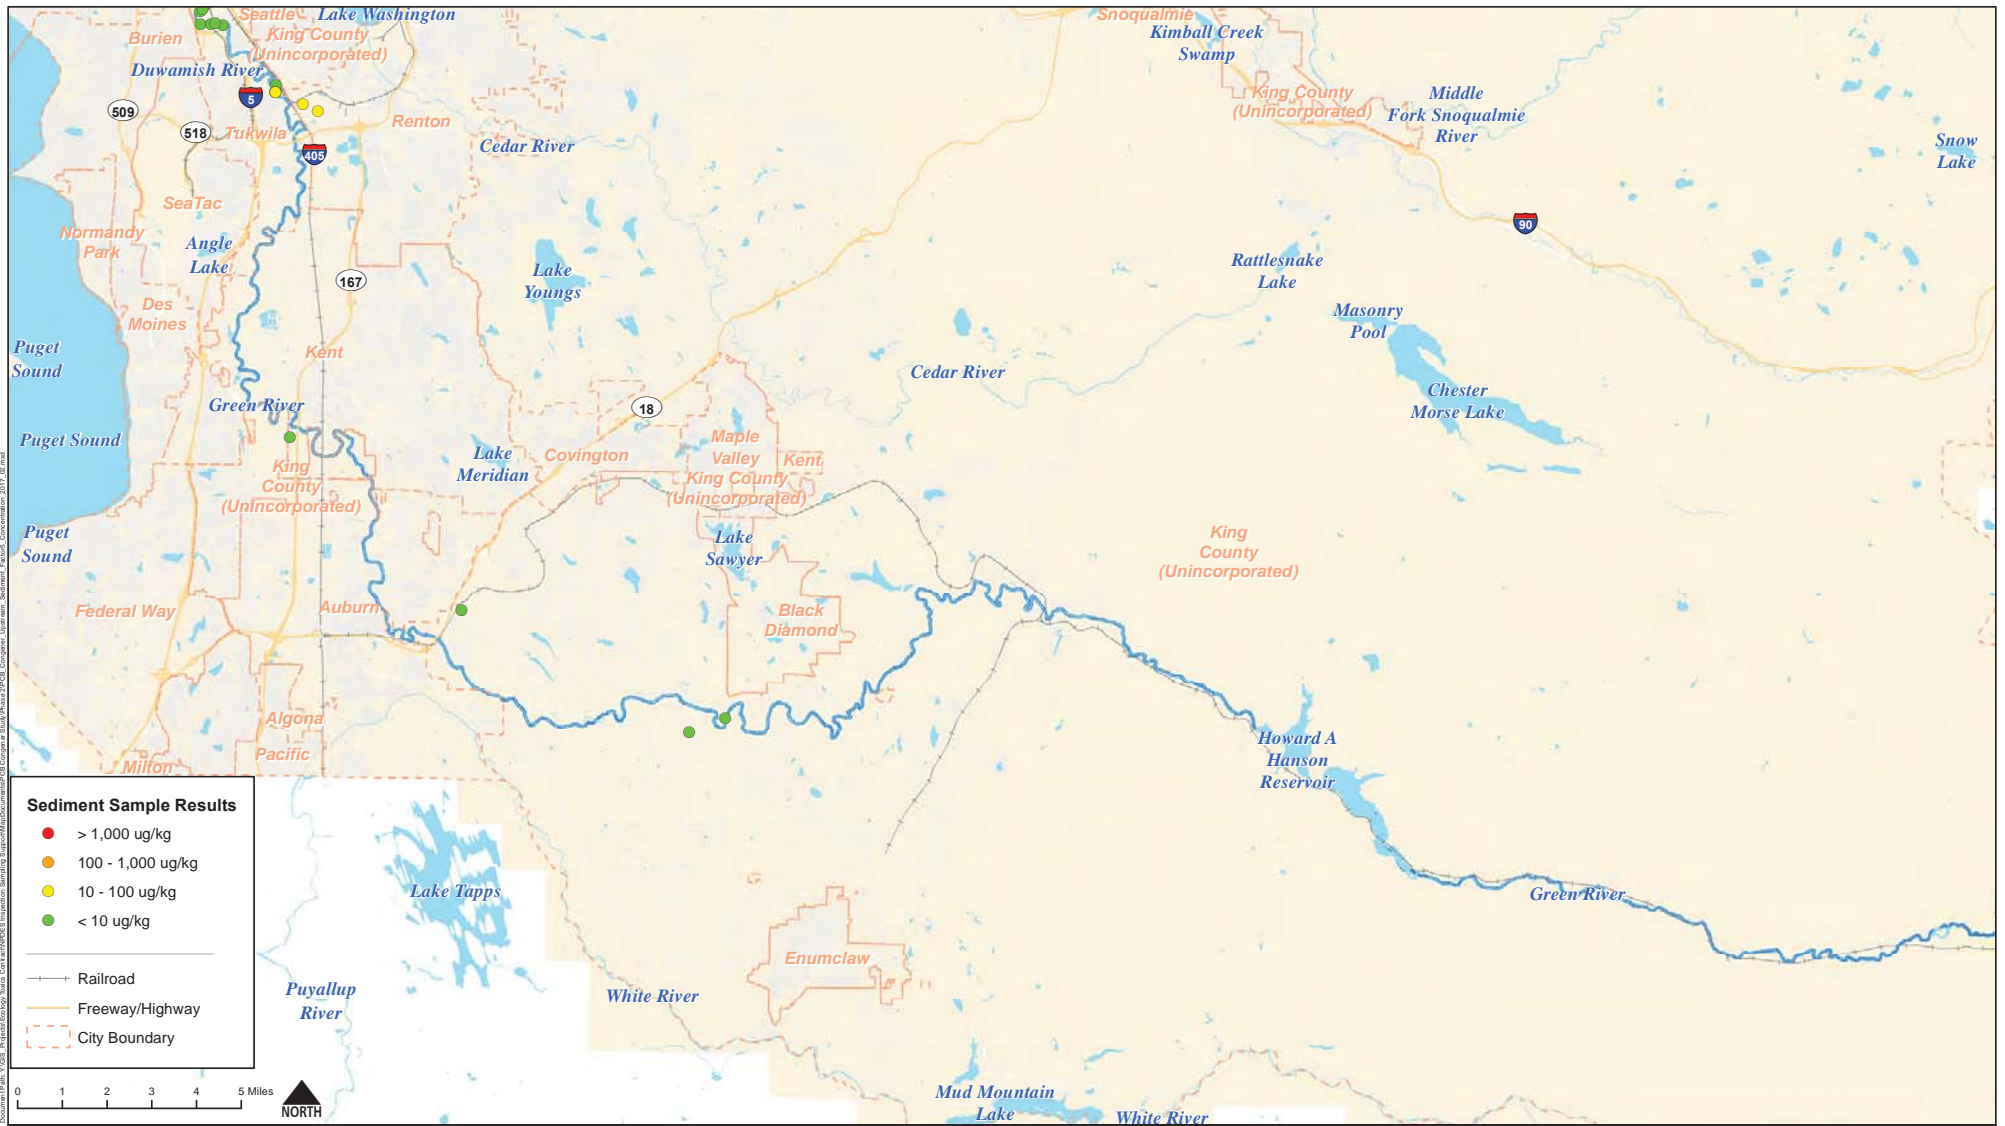 Seattle
Lake Washington
King County
(Unincorporated)
Burien
Duwamish River
5
509
518
Tukwila
Renton
405
Cedar River
SeaTac
Normandy
Park
Angle
Lake
167
Des
Moines
Lake
Youngs
Kent
Puget
Sound
Green River
Puget Sound
King
County
(Unincorporated)
Lake
Meridian
18
Covington
Maple
Valley
Kent
King County
(Unincorporated)
Puget
Sound
Lake
Sawyer
Federal Way
Auburn
Black
Diamond
Algona
Pacific
Milton
Snoqualmie
Kimball Creek
Swamp
King County
(Unincorporated)
Middle
Fork Snoqualmie
River
Snow
Lake
90
Rattlesnake
Lake
Masonry
Pool
Cedar River
Chester
Morse Lake
King
County
(Unincorporated)
Howard A
Hanson
Reservoir
Green River
Lake Tapps
Enumclaw
Puyallup
River
White River
Mud Mountain
Lake
White River
Sediment Sample Results
> 1,000 ug/kg
100 - 1,000 ug/kg
10 - 100 ug/kg
< 10 ug/kg
Railroad
Freeway/Highway
City Boundary
0 1 2 3 4 5 Miles
NORTH